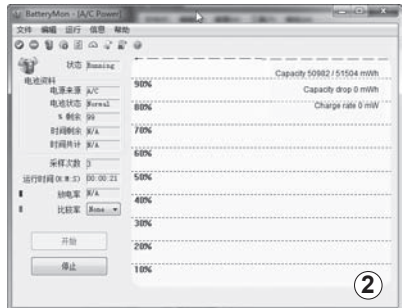 BatteryMon - [A/C Power]
文件 编辑 运行 信息 帮助
状态 Running
电池资料
电源来源 A/C
电池状态 Normal
% 剩余 99
时间剩余 N/A
时间共计 N/A
采样次数 3
运行时间(H:M:S) 00:00:21
放电率 N/A
比较率 None
开始
停止
Capacity 50982 / 51504 mWh
Capacity drop 0 mW
Charge rate 0 mW
90%
80%
70%
60%
50%
40%
30%
20%
10%
2